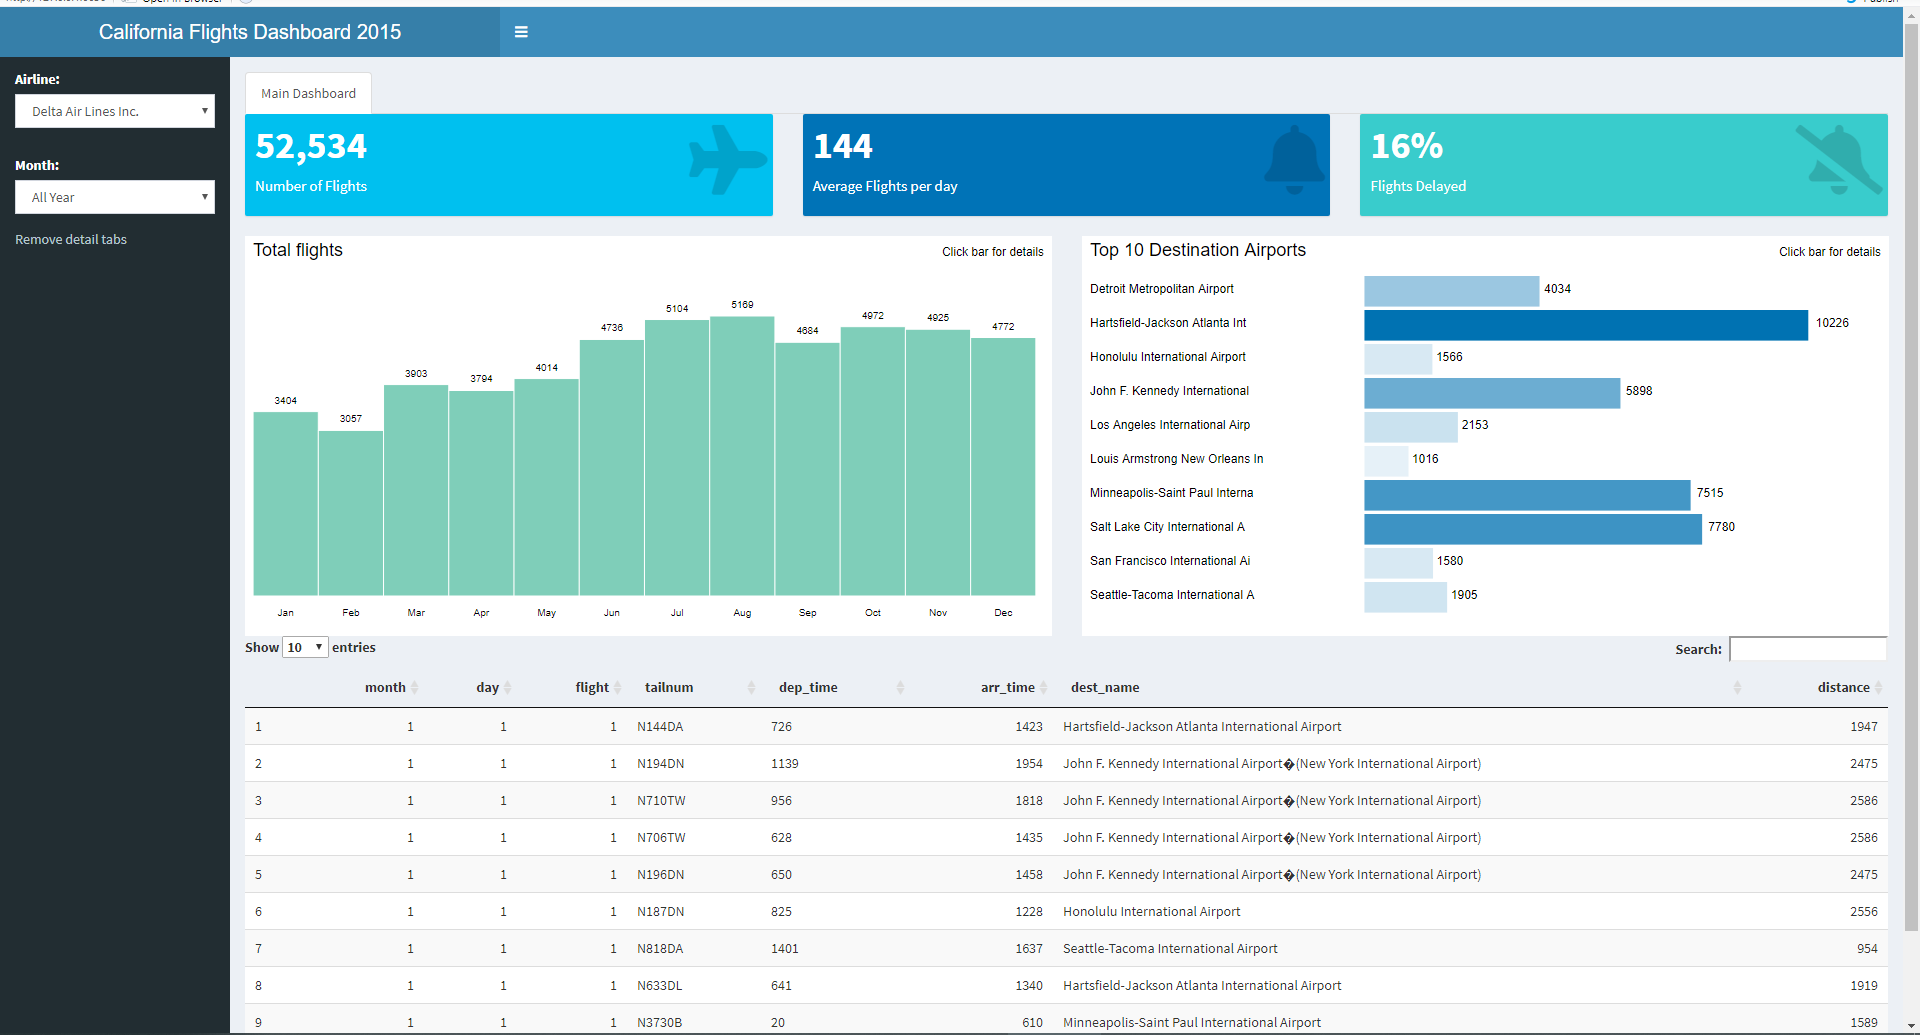 California Flights Dashboard 2015
Airline:
Delta Air Lines Inc.
Month:
All Year
Remove detail tabs
Main Dashboard
52,534
Number of Flights
144
Average Flights per day
16%
Flights Delayed
Total flights
Click bar for details
3404
3057
3903
3794
4014
4736
5104
5169
4684
4972
4925
4772
Jan Feb Mar Apr May Jun Jul Aug Sep Oct Nov Dec
Top 10 Destination Airports
Click bar for details
Detroit Metropolitan Airport 4034
Hartsfield-Jackson Atlanta Int 10226
Honolulu International Airport 1566
John F. Kennedy International 5898
Los Angeles International Airp 2153
Louis Armstrong New Orleans In 1016
Minneapolis-Saint Paul Interna 7515
Salt Lake City International A 7780
San Francisco International Ai 1580
Seattle-Tacoma International A 1905
Show 10 entries
Search:
month day flight tailnum dep_time arr_time dest_name distance
1 1 1 1 N144DA 726 1423 Hartsfield-Jackson Atlanta International Airport 1947
2 1 1 1 N194DN 1139 1954 John F. Kennedy International Airport�(New York International Airport) 2475
3 1 1 1 N710TW 956 1818 John F. Kennedy International Airport�(New York International Airport) 2586
4 1 1 1 N706TW 628 1435 John F. Kennedy International Airport�(New York International Airport) 2586
5 1 1 1 N196DN 650 1458 John F. Kennedy International Airport�(New York International Airport) 2475
6 1 1 1 N187DN 825 1228 Honolulu International Airport 2556
7 1 1 1 N818DA 1401 1637 Seattle-Tacoma International Airport 954
8 1 1 1 N633DL 641 1340 Hartsfield-Jackson Atlanta International Airport 1919
9 1 1 1 N3730B 20 610 Minneapolis-Saint Paul International Airport 1589